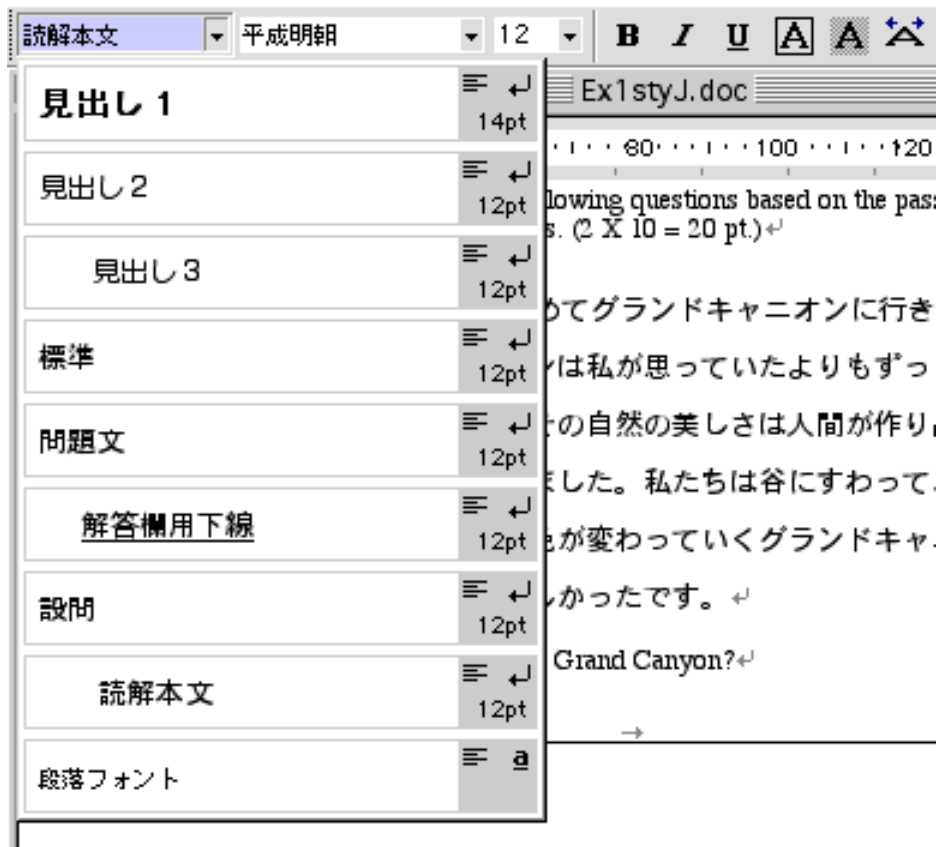 読解本文 平成明朝 12 B I U A A
Ex1styJ.doc
80 100 120
見出し 1
14pt
見出し 2
12pt
見出し 3
12pt
標準
12pt
問題文
12pt
解答欄用下線
12pt
設問
12pt
読解本文
12pt
段落フォント
a
lowing questions based on the pas
s. (2 X 10 = 20 pt.)
めてグランドキャニオンに行き
ンは私が思っていたよりもずっ
その自然の美しさは人間が作り
ました。私たちは谷にすわって、
色が変わっていくグランドキャ
しかったです。
Grand Canyon?